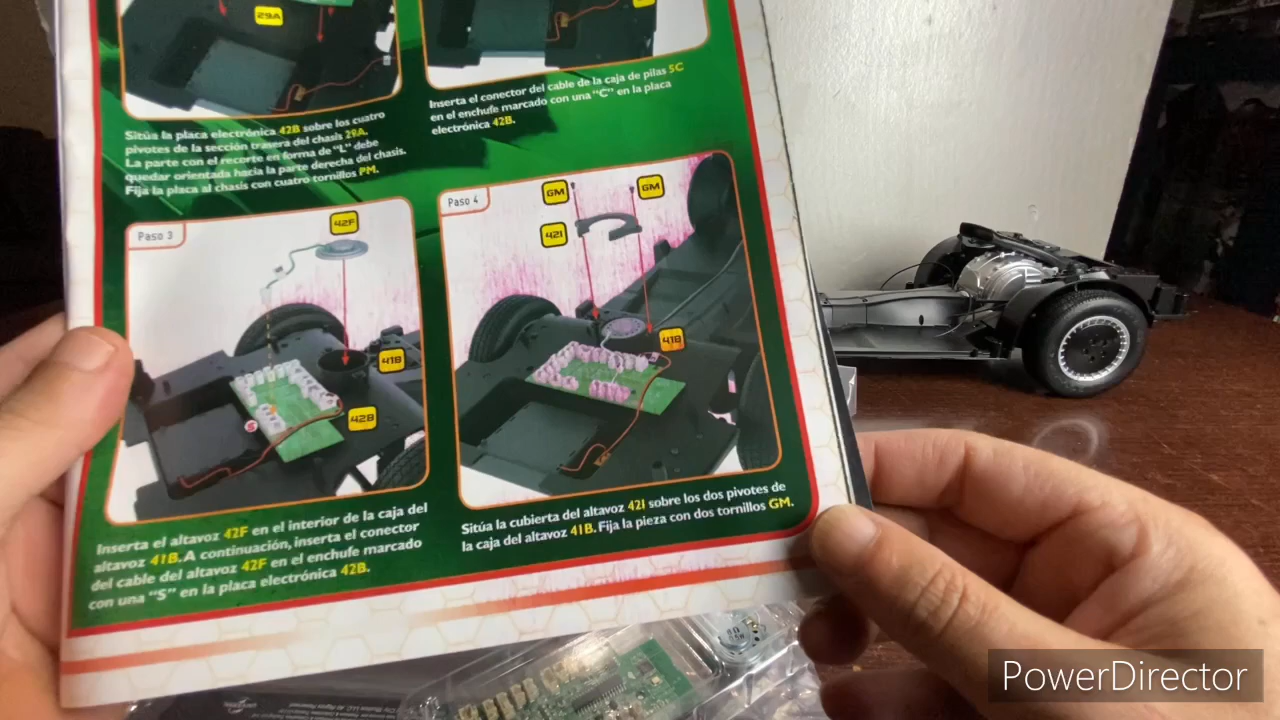 29A
Sitúa la placa electrónica 42B sobre los cuatro
pivotes de la sección trasera del chasis 29A.
La parte con el recorte en forma de "L" debe
quedar orientada hacia la parte derecha del chasis.
Fija la placa al chasis con cuatro tornillos PM.
Inserta el conector del cable de la caja de pilas 5C
en el enchufe marcado con una "C" en la placa
electrónica 42B.
Paso 3
42F
41B
42B
S
Inserta el altavoz 42F en el interior de la caja del
altavoz 41B. A continuación, inserta el conector
del cable del altavoz 42F en el enchufe marcado
con una "S" en la placa electrónica 42B.
Paso 4
GM
GM
42I
41B
Sitúa la cubierta del altavoz 42I sobre los dos pivotes de
la caja del altavoz 41B. Fija la pieza con dos tornillos GM.
PowerDirector